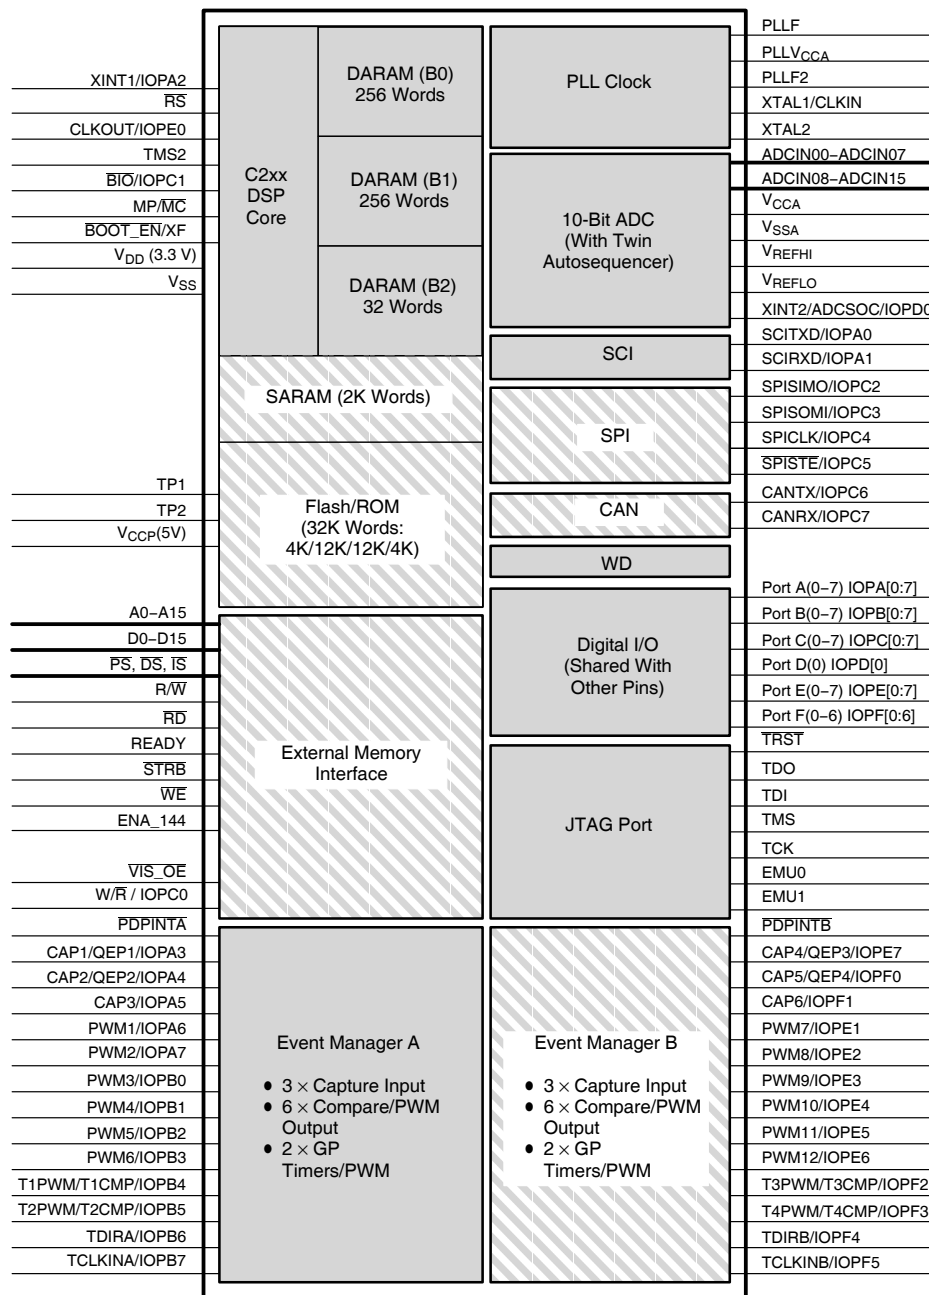 XINT1/IOPA2
RS
CLKOUT/IOPE0
TMS2
BIO/IOPC1
MP/MC
BOOT_EN/XF
VDD (3.3 V)
VSS
TP1
TP2
VCCP(5V)
A0–A15
D0–D15
PS, DS, IS
R/W
RD
READY
STRB
WE
ENA_144
VIS_OE
W/R / IOPC0
PDPINTA
CAP1/QEP1/IOPA3
CAP2/QEP2/IOPA4
CAP3/IOPA5
PWM1/IOPA6
PWM2/IOPA7
PWM3/IOPB0
PWM4/IOPB1
PWM5/IOPB2
PWM6/IOPB3
T1PWM/T1CMP/IOPB4
T2PWM/T2CMP/IOPB5
TDIRA/IOPB6
TCLKINA/IOPB7
C2xx
DSP
Core
DARAM (B0)
256 Words
DARAM (B1)
256 Words
DARAM (B2)
32 Words
SARAM (2K Words)
Flash/ROM
(32K Words:
4K/12K/12K/4K)
External Memory
Interface
Event Manager A
• 3 × Capture Input
• 6 × Compare/PWM
Output
• 2 × GP
Timers/PWM
PLL Clock
10-Bit ADC
(With Twin
Autosequencer)
SCI
SPI
CAN
WD
Digital I/O
(Shared With
Other Pins)
JTAG Port
Event Manager B
• 3 × Capture Input
• 6 × Compare/PWM
Output
• 2 × GP
Timers/PWM
PLLF
PLLVCCA
PLLF2
XTAL1/CLKIN
XTAL2
ADCIN00–ADCIN07
ADCIN08–ADCIN15
VCCA
VSSA
VREFHI
VREFLO
XINT2/ADCSOC/IOPD0
SCITXD/IOPA0
SCIRXD/IOPA1
SPISIMO/IOPC2
SPISOMI/IOPC3
SPICLK/IOPC4
SPISTE/IOPC5
CANTX/IOPC6
CANRX/IOPC7
Port A(0–7) IOPA[0:7]
Port B(0–7) IOPB[0:7]
Port C(0–7) IOPC[0:7]
Port D(0) IOPD[0]
Port E(0–7) IOPE[0:7]
Port F(0–6) IOPF[0:6]
TRST
TDO
TDI
TMS
TCK
EMU0
EMU1
PDPINTB
CAP4/QEP3/IOPE7
CAP5/QEP4/IOPF0
CAP6/IOPF1
PWM7/IOPE1
PWM8/IOPE2
PWM9/IOPE3
PWM10/IOPE4
PWM11/IOPE5
PWM12/IOPE6
T3PWM/T3CMP/IOPF2
T4PWM/T4CMP/IOPF3
TDIRB/IOPF4
TCLKINB/IOPF5